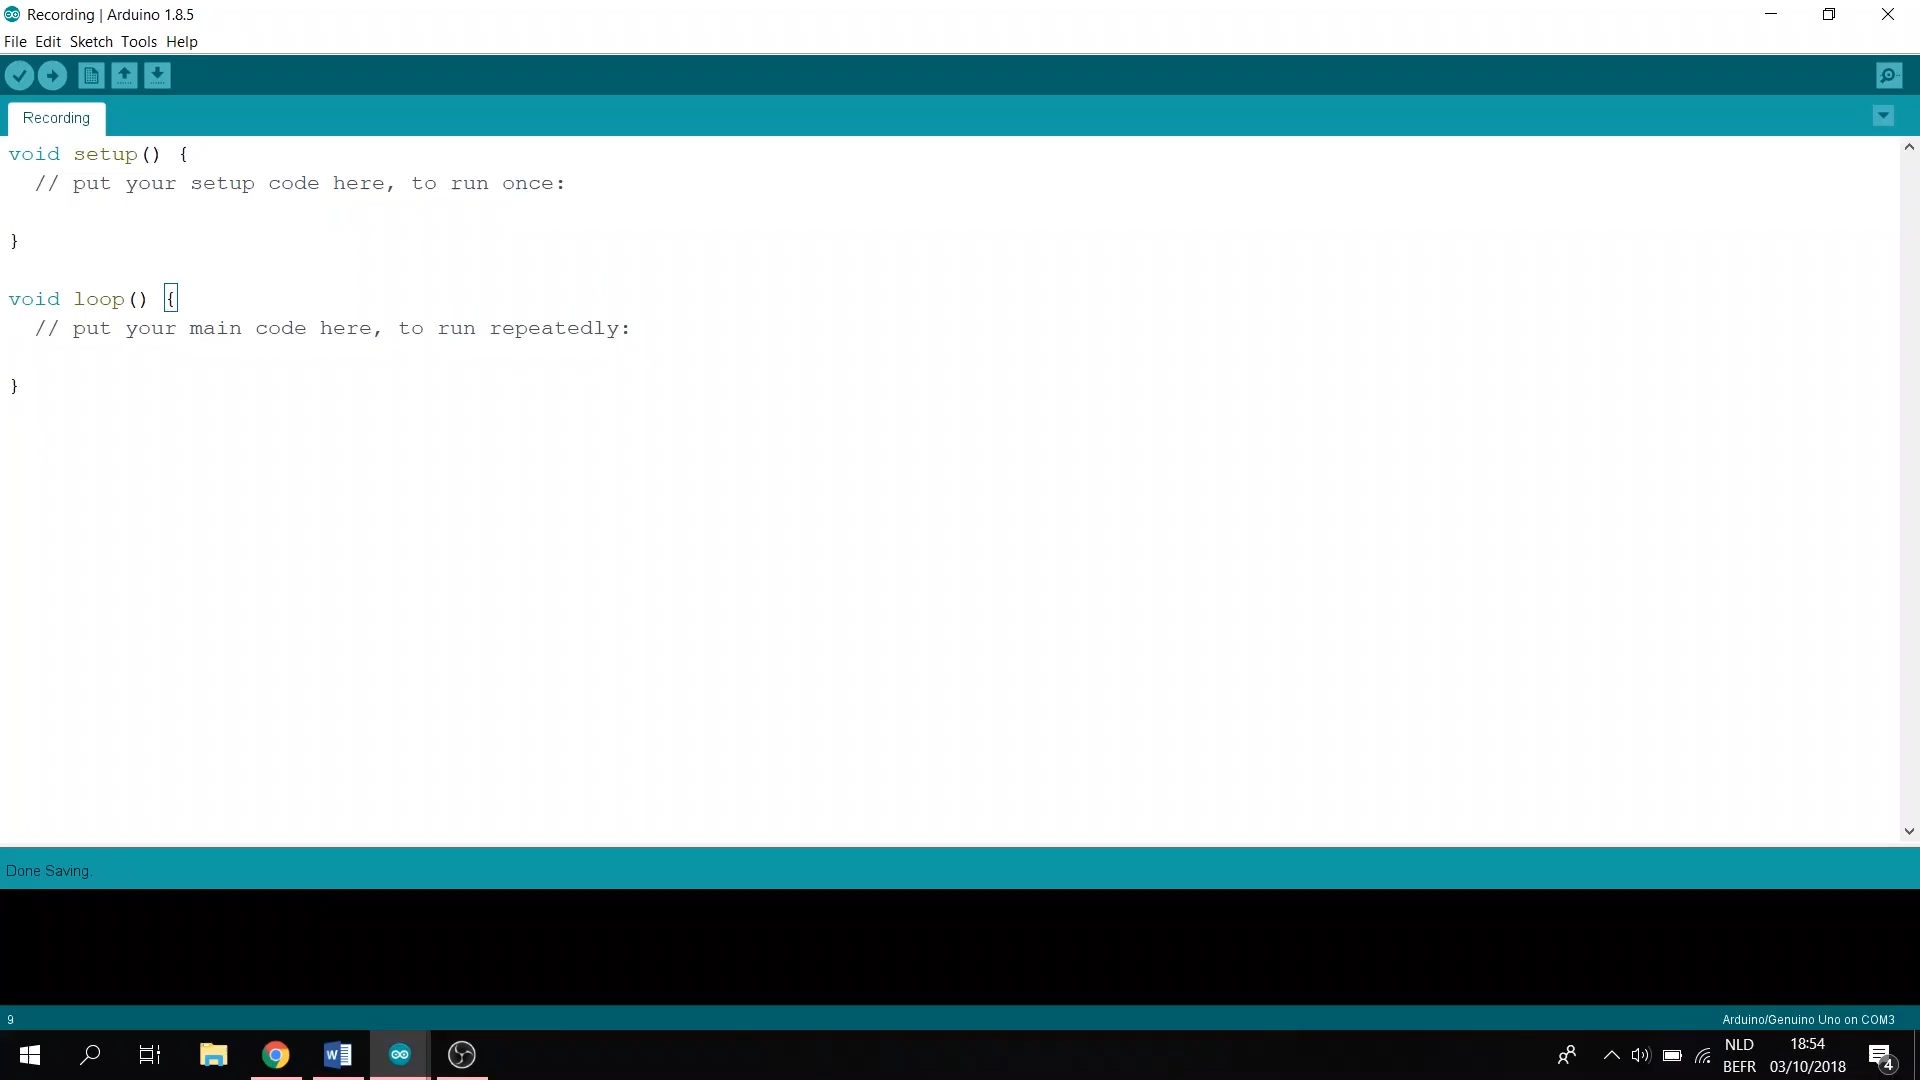 Recording | Arduino 1.8.5
File Edit Sketch Tools Help
Recording
void setup() {
  // put your setup code here, to run once:
}
void loop() {
  // put your main code here, to run repeatedly:
}
Done Saving.
9
Arduino/Genuino Uno on COM3
NLD 18:54
BEFR 03/10/2018
4